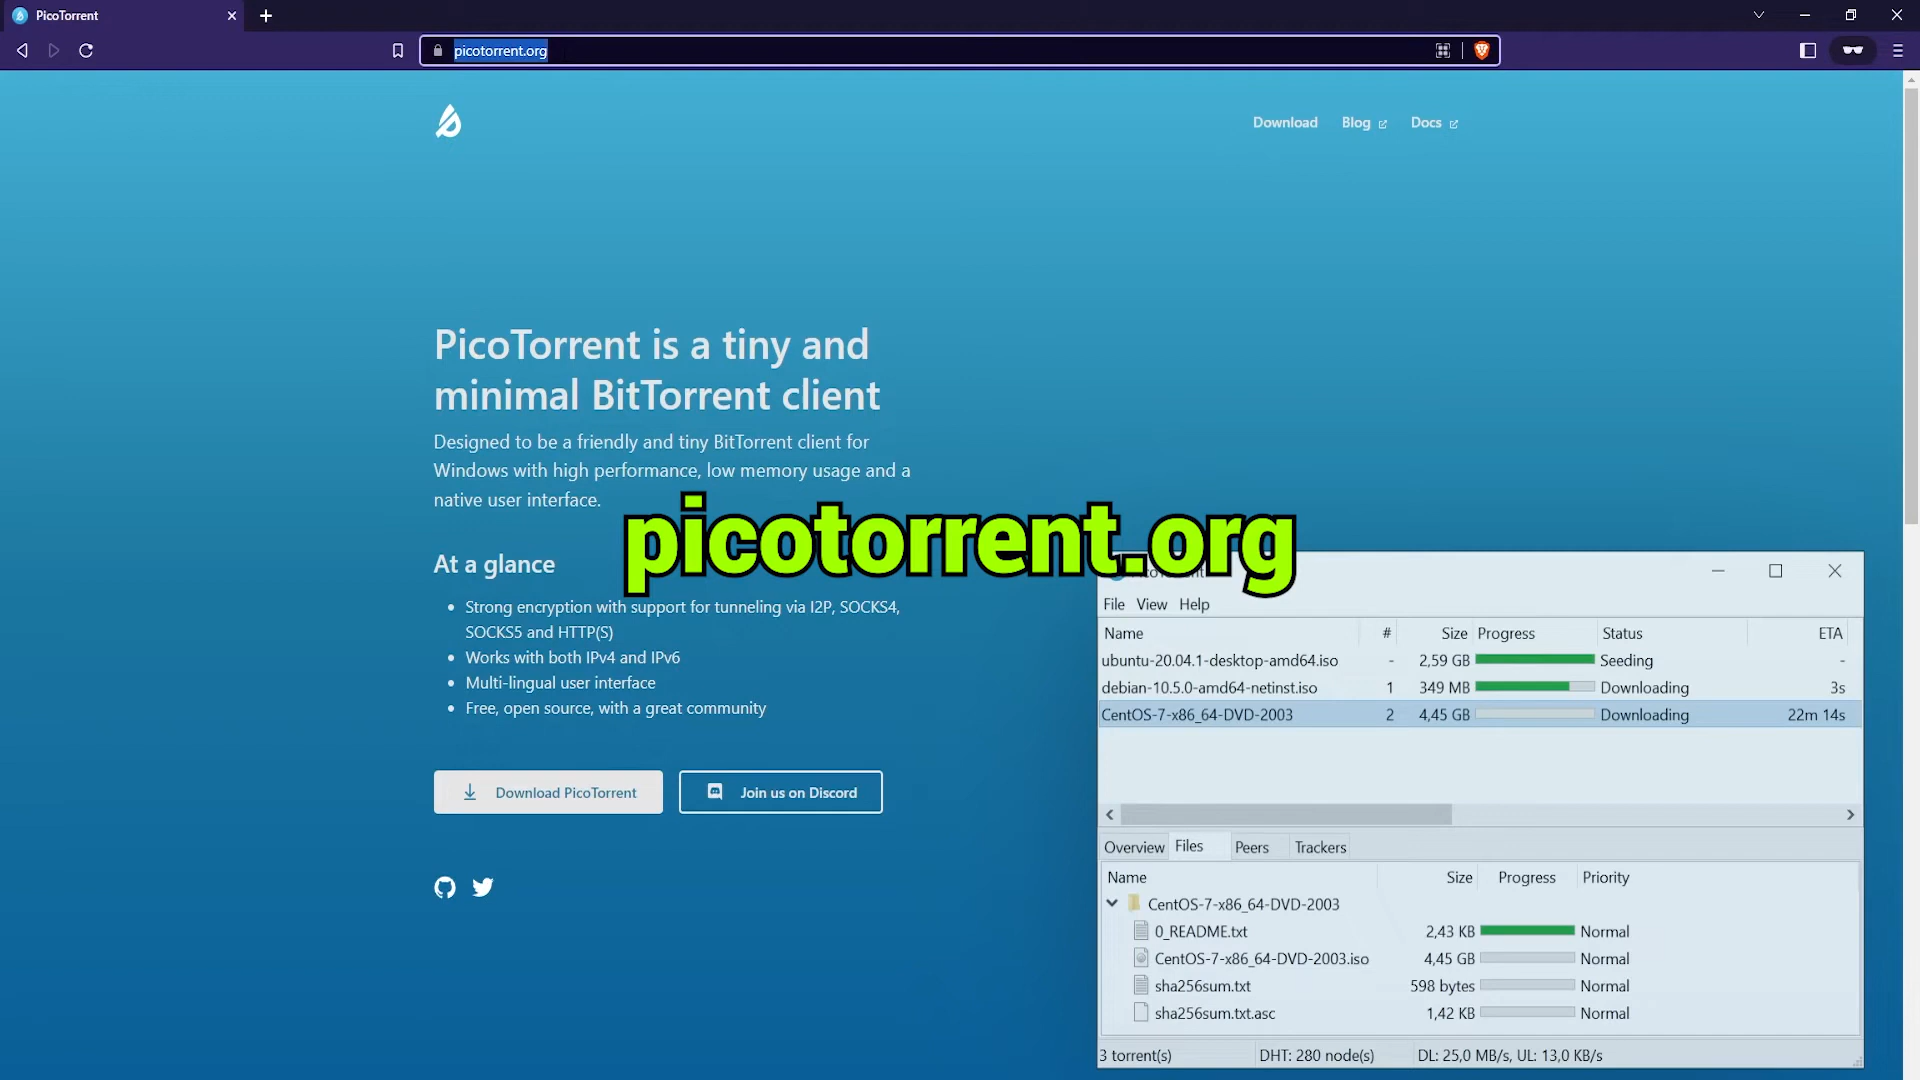 PicoTorrent
picotorrent.org
Download
Blog
Docs
PicoTorrent is a tiny and
minimal BitTorrent client
Designed to be a friendly and tiny BitTorrent client for
Windows with high performance, low memory usage and a
native user interface.
picotorrent.org
At a glance
Strong encryption with support for tunneling via I2P, SOCKS4,
SOCKS5 and HTTP(S)
Works with both IPv4 and IPv6
Multi-lingual user interface
Free, open source, with a great community
Download PicoTorrent
Join us on Discord
File View Help
Name # Size Progress Status ETA
ubuntu-20.04.1-desktop-amd64.iso - 2,59 GB Seeding -
debian-10.5.0-amd64-netinst.iso 1 349 MB Downloading 3s
CentOS-7-x86_64-DVD-2003 2 4,45 GB Downloading 22m 14s
Overview Files Peers Trackers
Name Size Progress Priority
CentOS-7-x86_64-DVD-2003
0_README.txt 2,43 KB Normal
CentOS-7-x86_64-DVD-2003.iso 4,45 GB Normal
sha256sum.txt 598 bytes Normal
sha256sum.txt.asc 1,42 KB Normal
3 torrent(s) DHT: 280 node(s) DL: 25,0 MB/s, UL: 13,0 KB/s